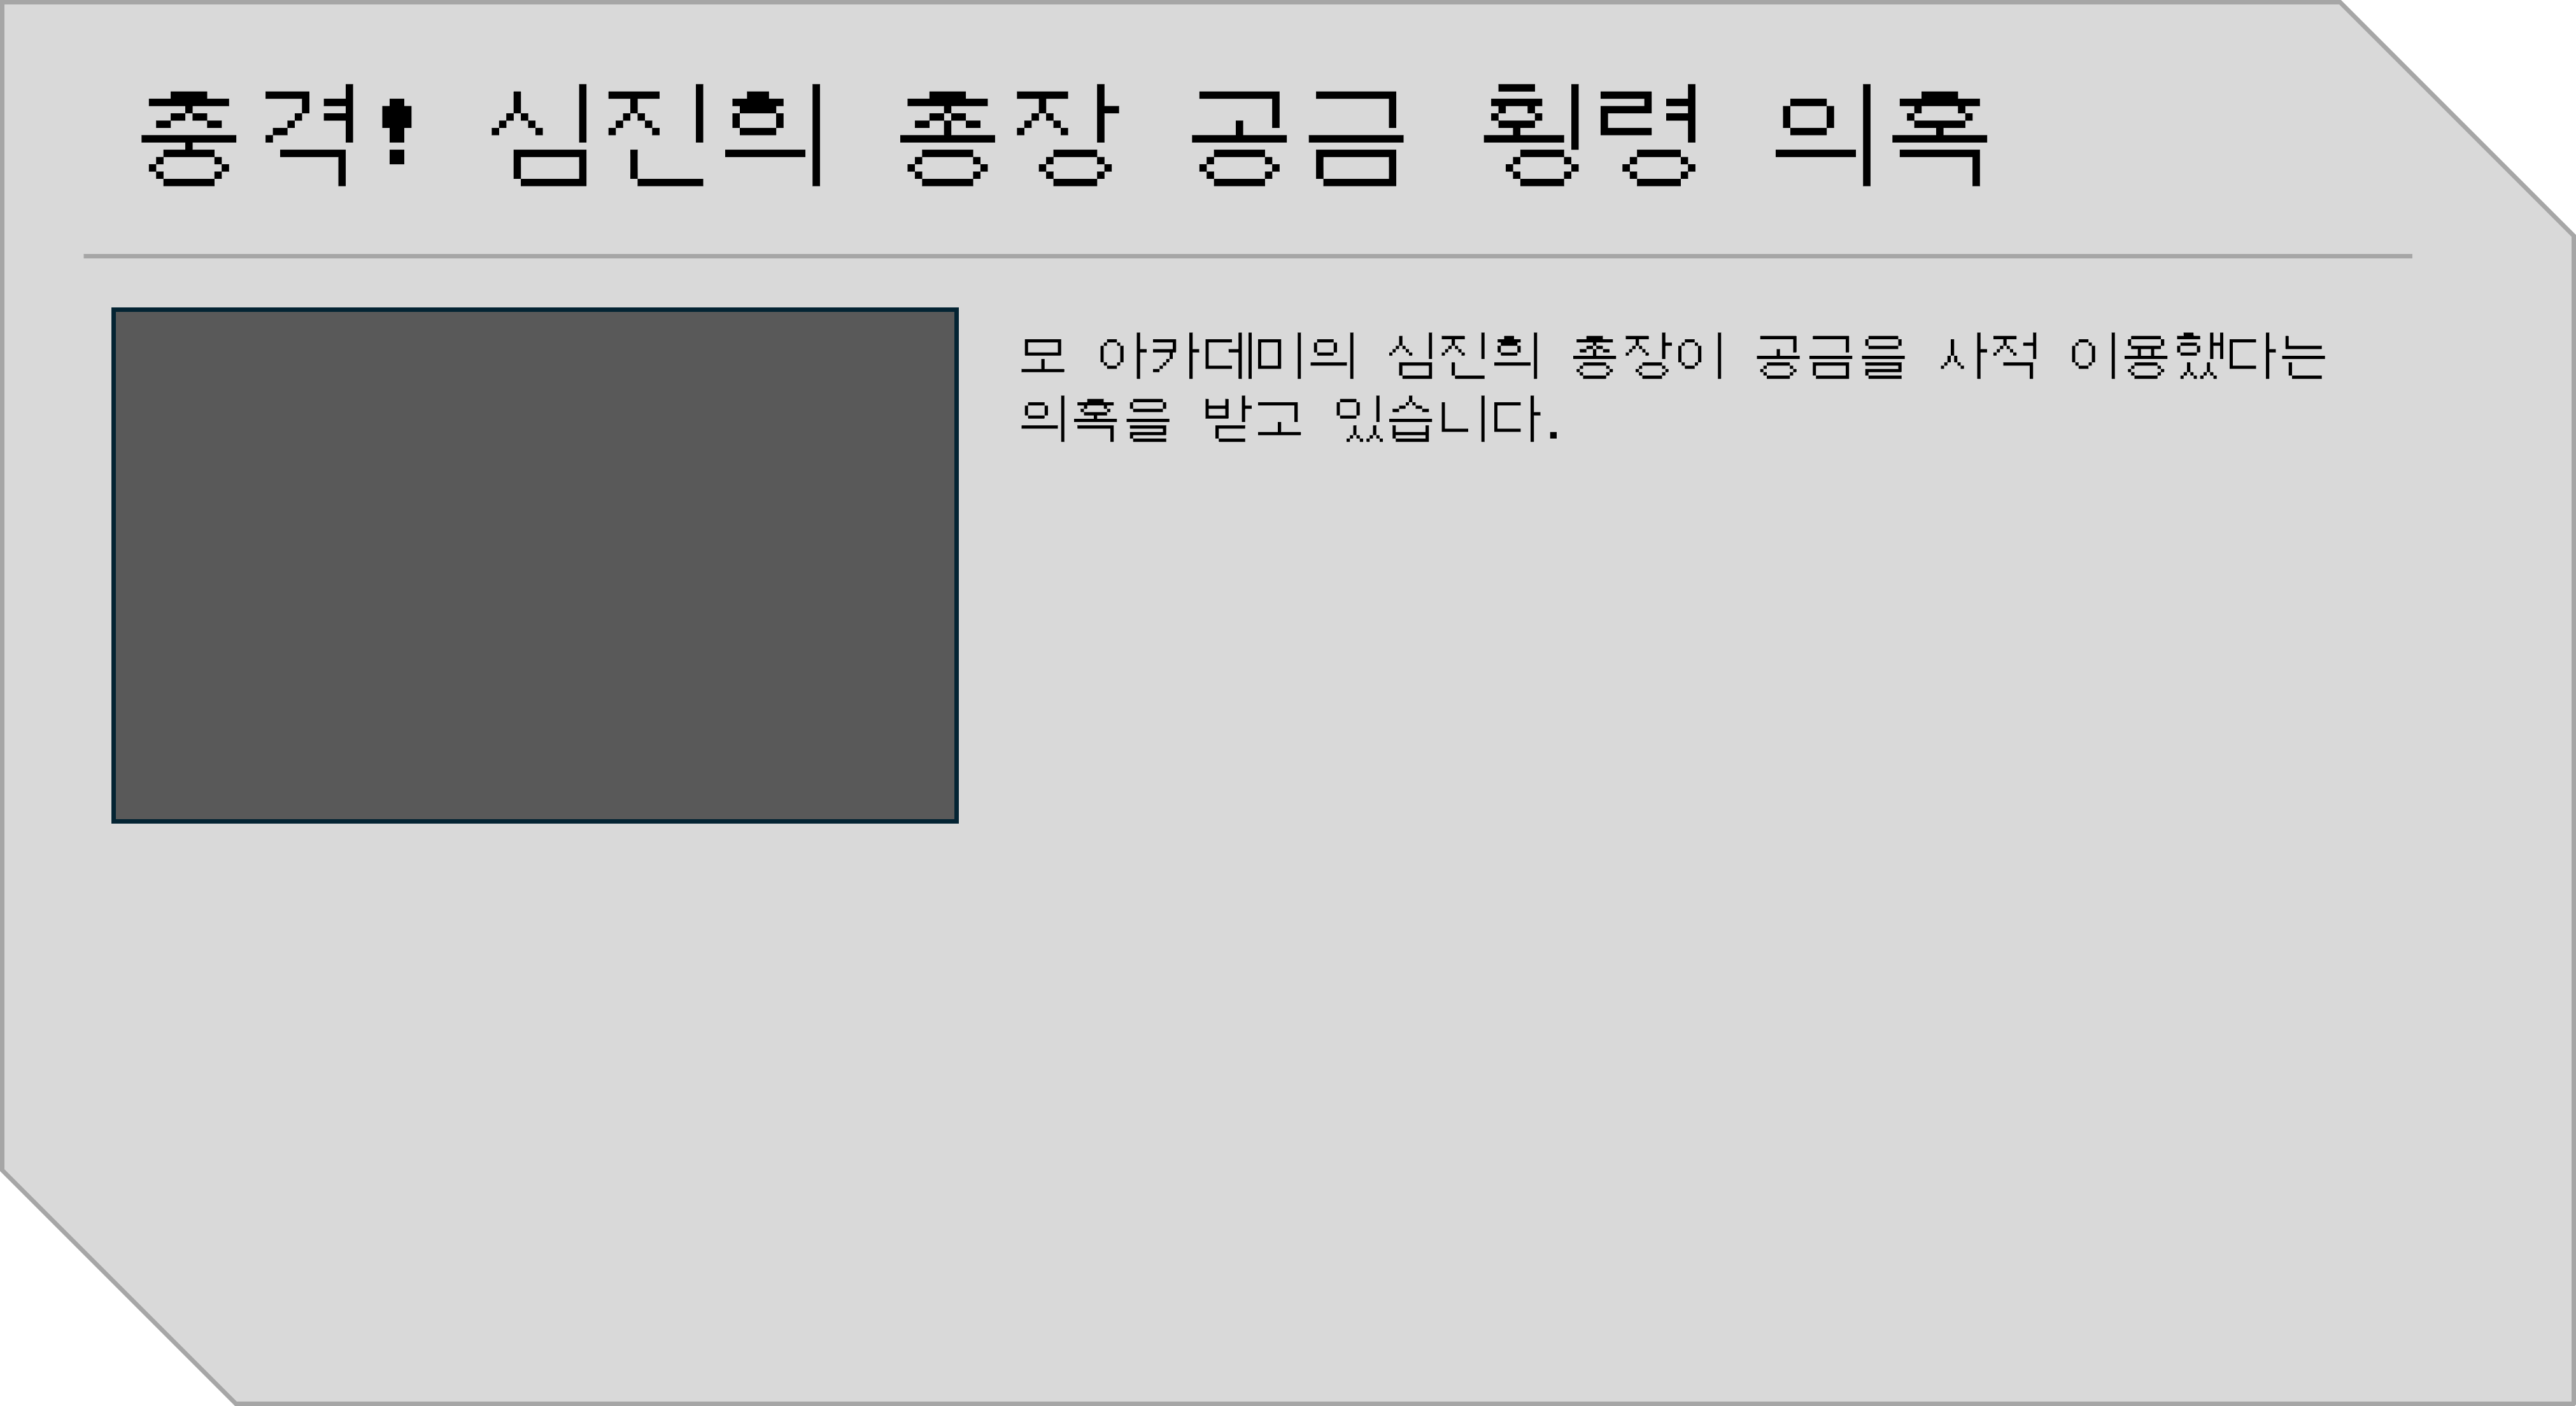 충격! 심진희 총장 공금 횡령 의혹
모 아카데미의 심진희 총장이 공금을 사적 이용했다는
의혹을 받고 있습니다.